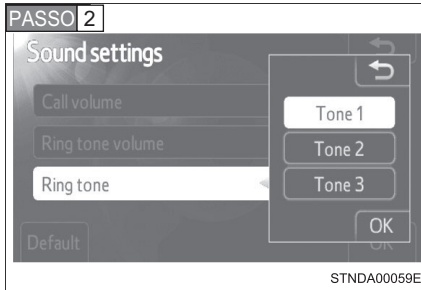 PASSO 2
Sound settings
Call volume
Ring tone volume
Ring tone
Default
Tone 1
Tone 2
Tone 3
OK
OK
STNDA00059E